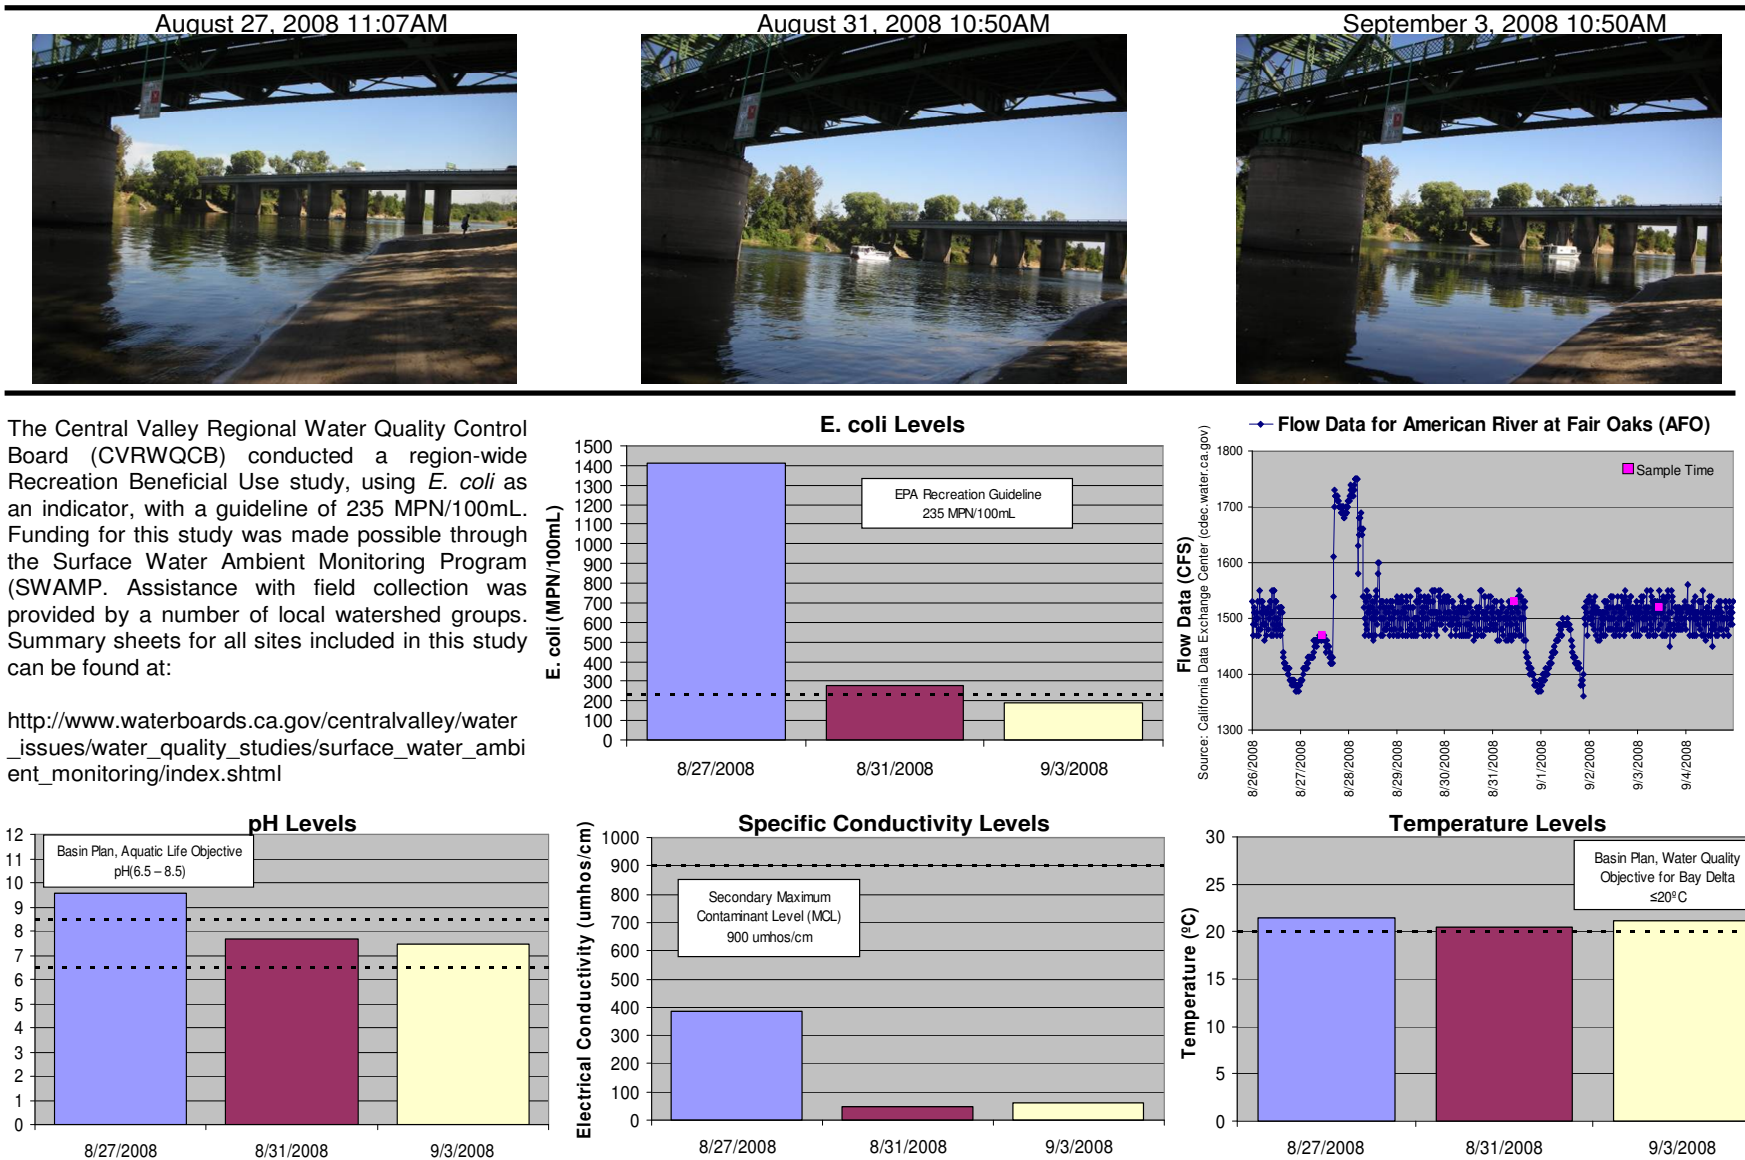 August 27, 2008 11:07AM
August 31, 2008 10:50AM
September 3, 2008 10:50AM
The Central Valley Regional Water Quality Control
Board (CVRWQCB) conducted a region-wide
Recreation Beneficial Use study, using E. coli as
an indicator, with a guideline of 235 MPN/100mL.
Funding for this study was made possible through
the Surface Water Ambient Monitoring Program
(SWAMP. Assistance with field collection was
provided by a number of local watershed groups.
Summary sheets for all sites included in this study
can be found at:
http://www.waterboards.ca.gov/centralvalley/water
_issues/water_quality_studies/surface_water_ambi
ent_monitoring/index.shtml
E. coli Levels
E. coli (MPN/100mL)
1500
1400
1300
1200
1100
1000
900
800
700
600
500
400
300
200
100
0
EPA Recreation Guideline
235 MPN/100mL
8/27/2008
8/31/2008
9/3/2008
Flow Data for American River at Fair Oaks (AFO)
Flow Data (CFS)
Source: California Data Exchange Center (cdec.water.ca.gov)
1800
1700
1600
1500
1400
1300
Sample Time
8/26/2008
8/27/2008
8/28/2008
8/29/2008
8/30/2008
8/31/2008
9/1/2008
9/2/2008
9/3/2008
9/4/2008
pH Levels
12
11
10
9
8
7
6
5
4
3
2
1
0
Basin Plan, Aquatic Life Objective
pH(6.5 – 8.5)
8/27/2008
8/31/2008
9/3/2008
Specific Conductivity Levels
Electrical Conductivity (umhos/cm)
1000
900
800
700
600
500
400
300
200
100
0
Secondary Maximum
Contaminant Level (MCL)
900 umhos/cm
8/27/2008
8/31/2008
9/3/2008
Temperature Levels
Temperature (ºC)
30
25
20
15
10
5
0
Basin Plan, Water Quality
Objective for Bay Delta
≤20ºC
8/27/2008
8/31/2008
9/3/2008